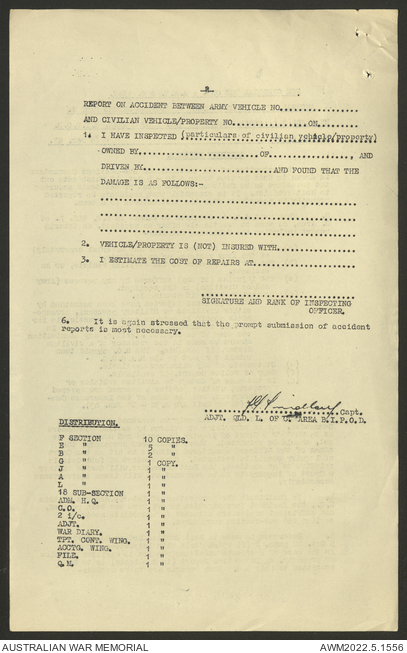 2
REPORT ON ACCIDENT BETWEEN ARMY VEHICLE NO...............
AND CIVILIAN VEHICLE/PROPERTY NO..............ON.........
1. I HAVE INSPECTED (particulars of civilian vehicle/property)
OWNED BY........................OF................, AND
DRIVEN BY..........................AND FOUND THAT THE
DAMAGE IS AS FOLLOWS:-
......................................................
......................................................
......................................................
2. VEHICLE/PROPERTY IS (NOT) INSURED WITH................
3. I ESTIMATE THE COST OF REPAIRS AT.....................
................................
SIGNATURE AND RANK OF INSPECTING
OFFICER.
6. It is again stressed that the prompt submission of accident
reports is most necessary.
............................Capt.
ADJT. QLD. L. OF AREA B.I.P.O.D.
DISTRIBUTION.
F SECTION 10 COPIES.
E " 5 "
B " 2 "
G " 1 COPY.
J " 1 "
A " 1 "
L " 1 "
18 SUB-SECTION 1 "
ADM. H.Q. 1 "
C.O. 1 "
2 i/c. 1 "
ADJT. 1 "
WAR DIARY. 1 "
TPT. CONT. WING. 1 "
ACCTG. WING. 1 "
FILE. 1 "
Q.M. 1 "
AUSTRALIAN WAR MEMORIAL AWM2022.5.1556